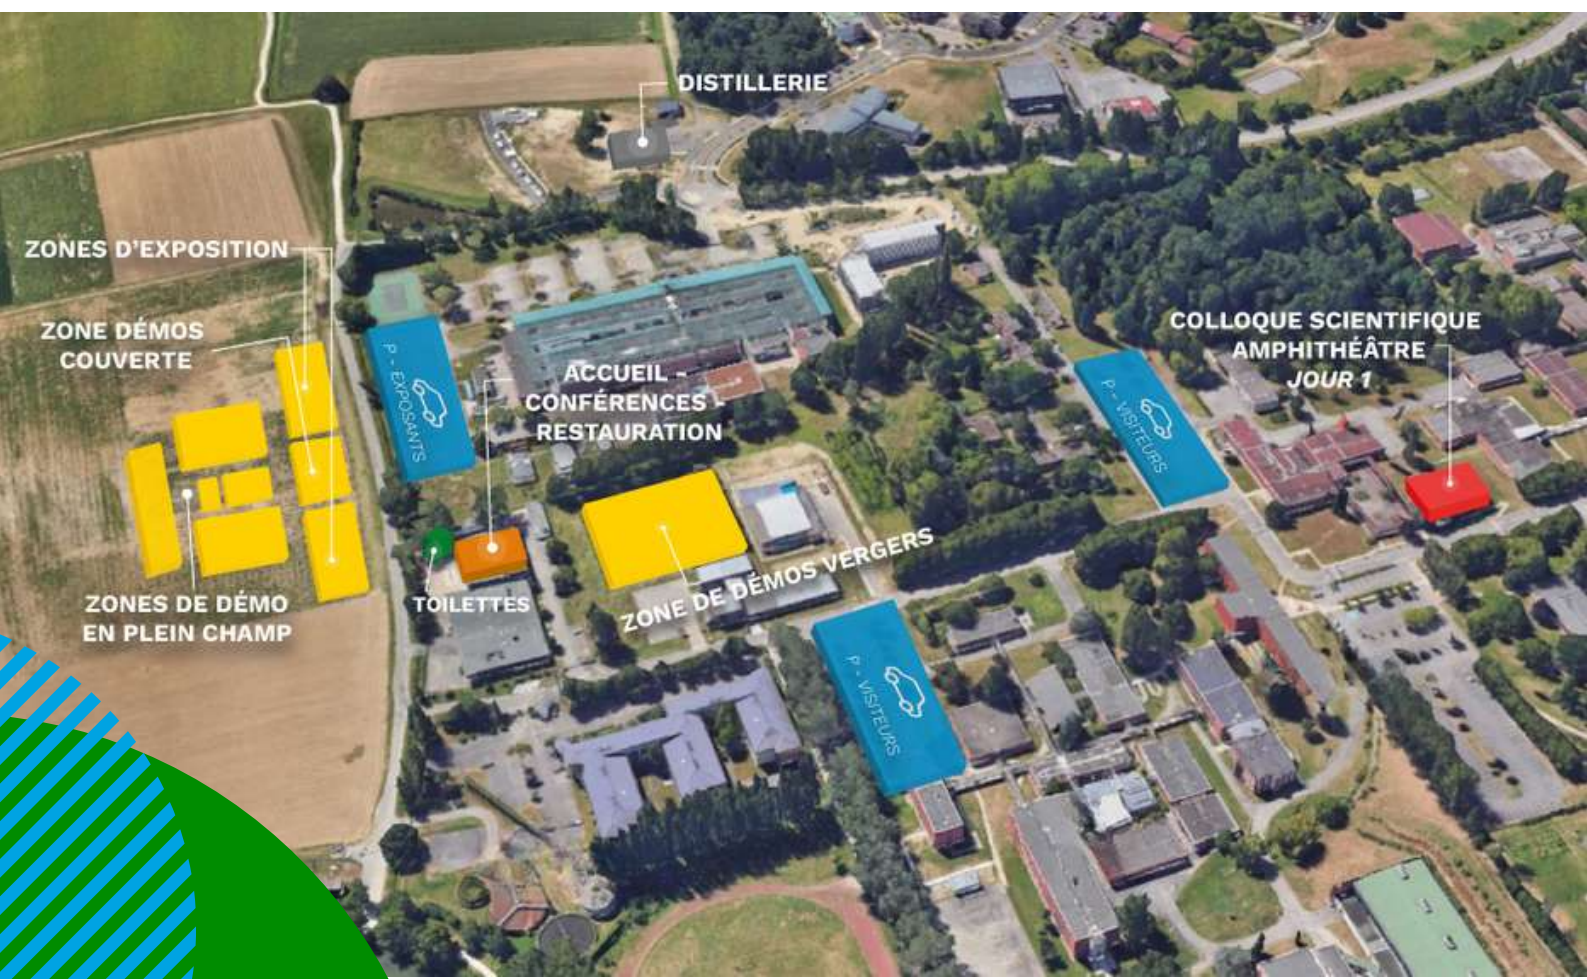 DISTILLERIE
ZONES D'EXPOSITION
ZONE DÉMOS
COUVERTE
COLLOQUE SCIENTIFIQUE
AMPHITHÉÂTRE
JOUR 1
P - EXPOSANTS
ACCUEIL -
CONFÉRENCES -
RESTAURATION
P - VISITEURS
ZONE DE DÉMOS VERGERS
ZONES DE DÉMO
EN PLEIN CHAMP
TOILETTES
P - VISITEURS